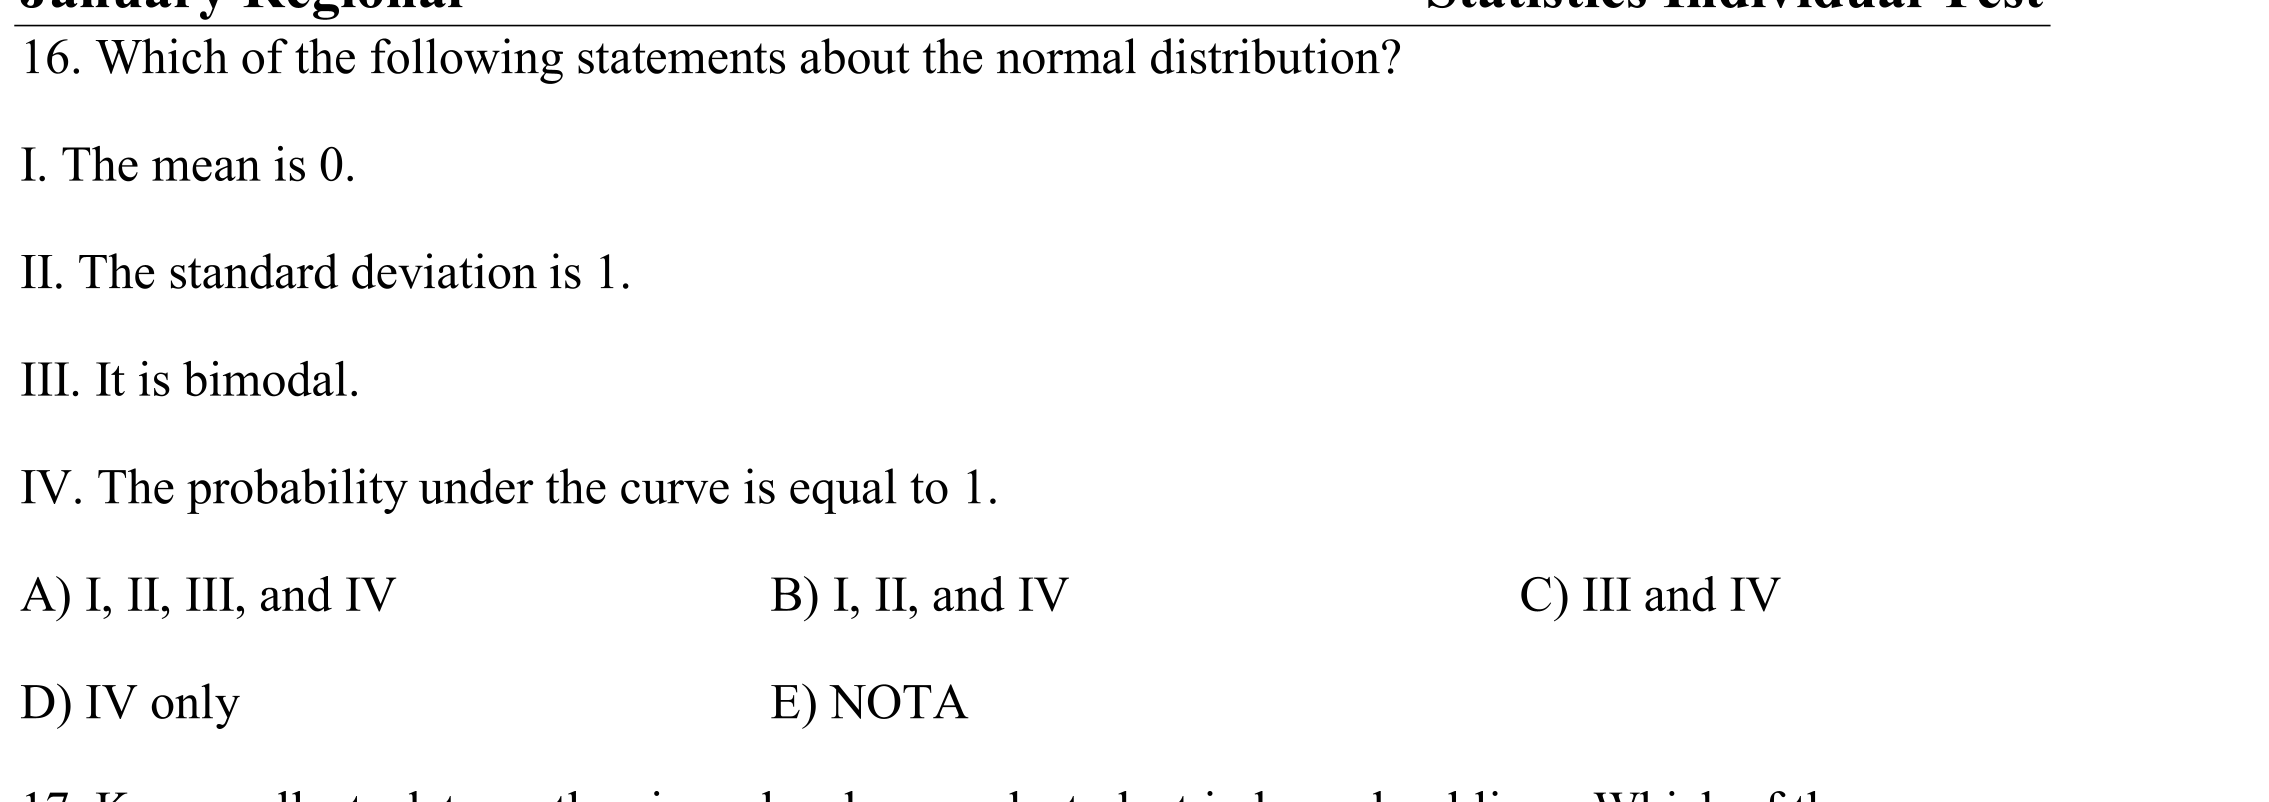 January Regional Statistics Individual Test
16. Which of the following statements about the normal distribution?
I. The mean is 0.
II. The standard deviation is 1.
III. It is bimodal.
IV. The probability under the curve is equal to 1.
A) I, II, III, and IV B) I, II, and IV C) III and IV
D) IV only E) NOTA